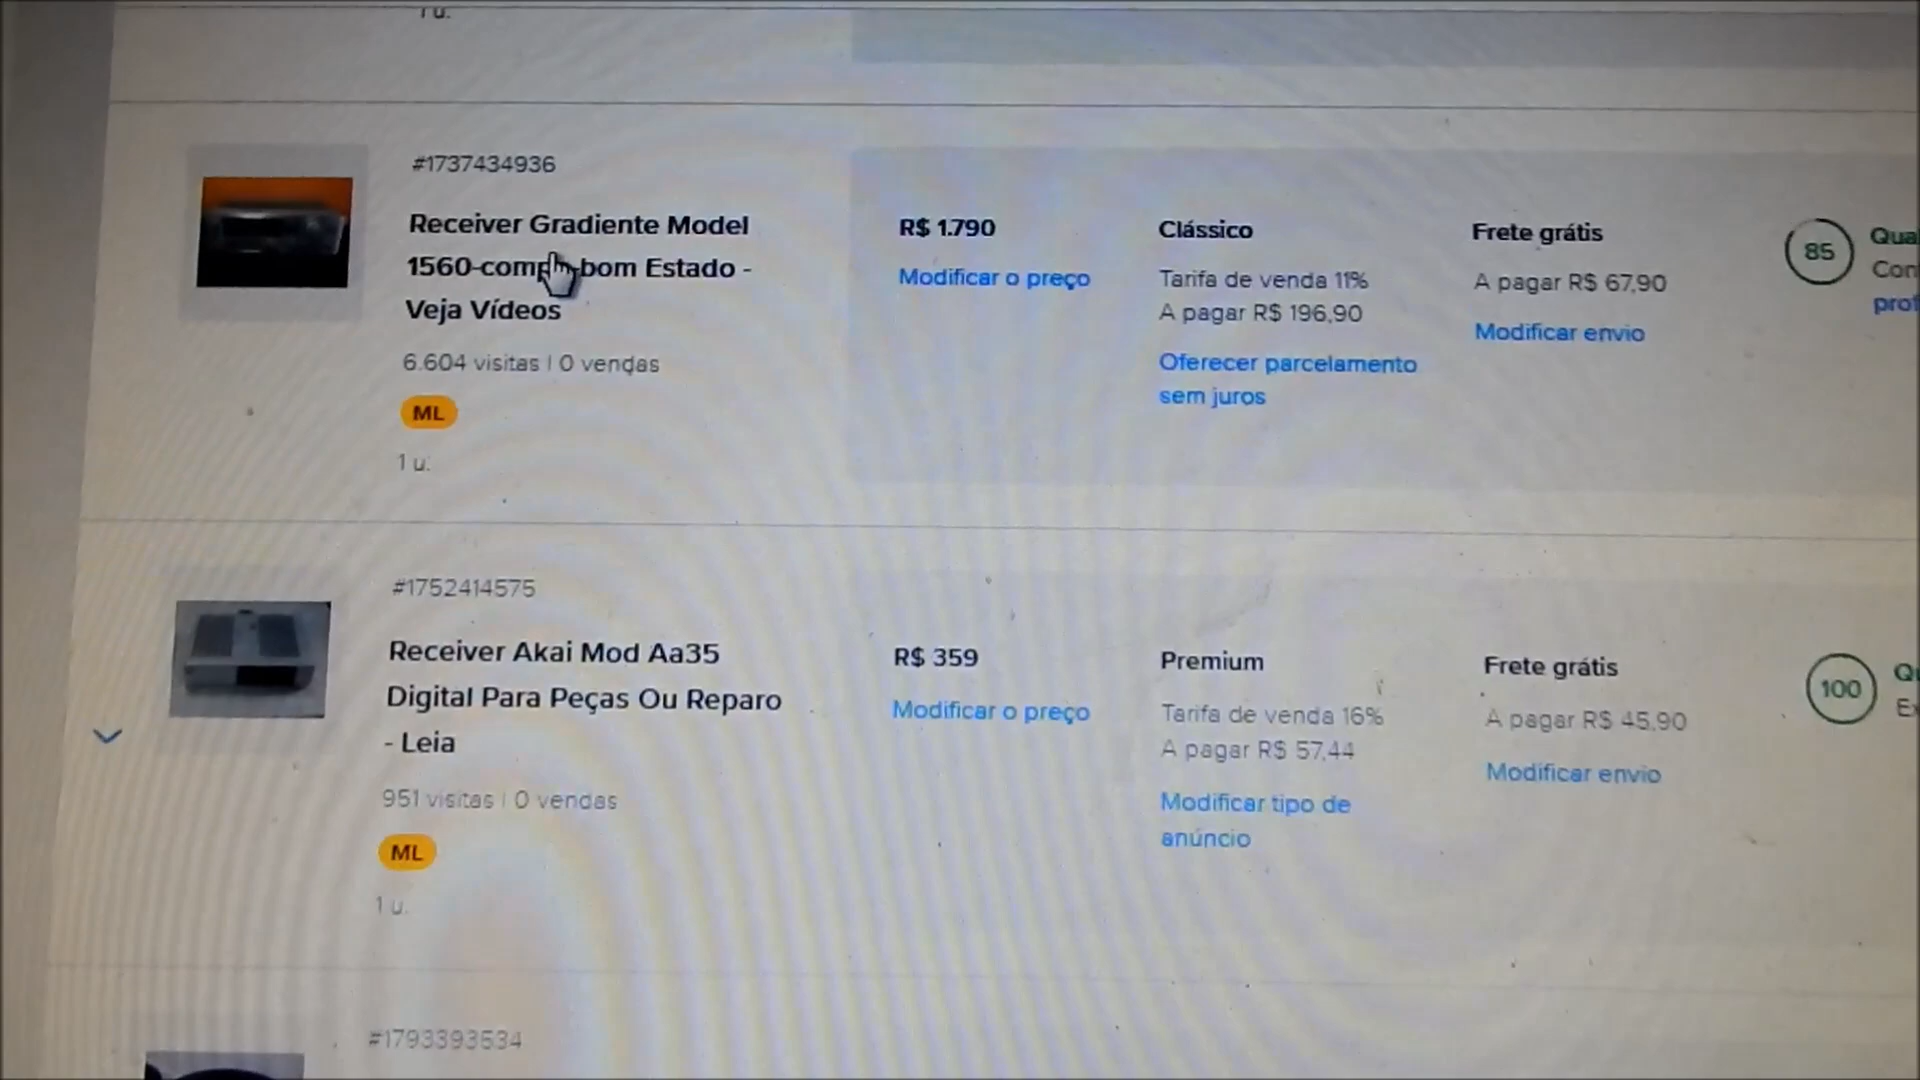 1 u.
#1737434936
Receiver Gradiente Model
1560-comp bom Estado -
Veja Vídeos
6.604 visitas | 0 vendas
ML
1 u.
R$ 1.790
Modificar o preço
Clássico
Tarifa de venda 11%
A pagar R$ 196,90
Oferecer parcelamento
sem juros
Frete grátis
A pagar R$ 67,90
Modificar envio
85
#1752414575
Receiver Akai Mod Aa35
Digital Para Peças Ou Reparo
- Leia
951 visitas | 0 vendas
ML
1 u.
R$ 359
Modificar o preço
Premium
Tarifa de venda 16%
A pagar R$ 57,44
Modificar tipo de
anúncio
Frete grátis
A pagar R$ 45,90
Modificar envio
100
#1793393534